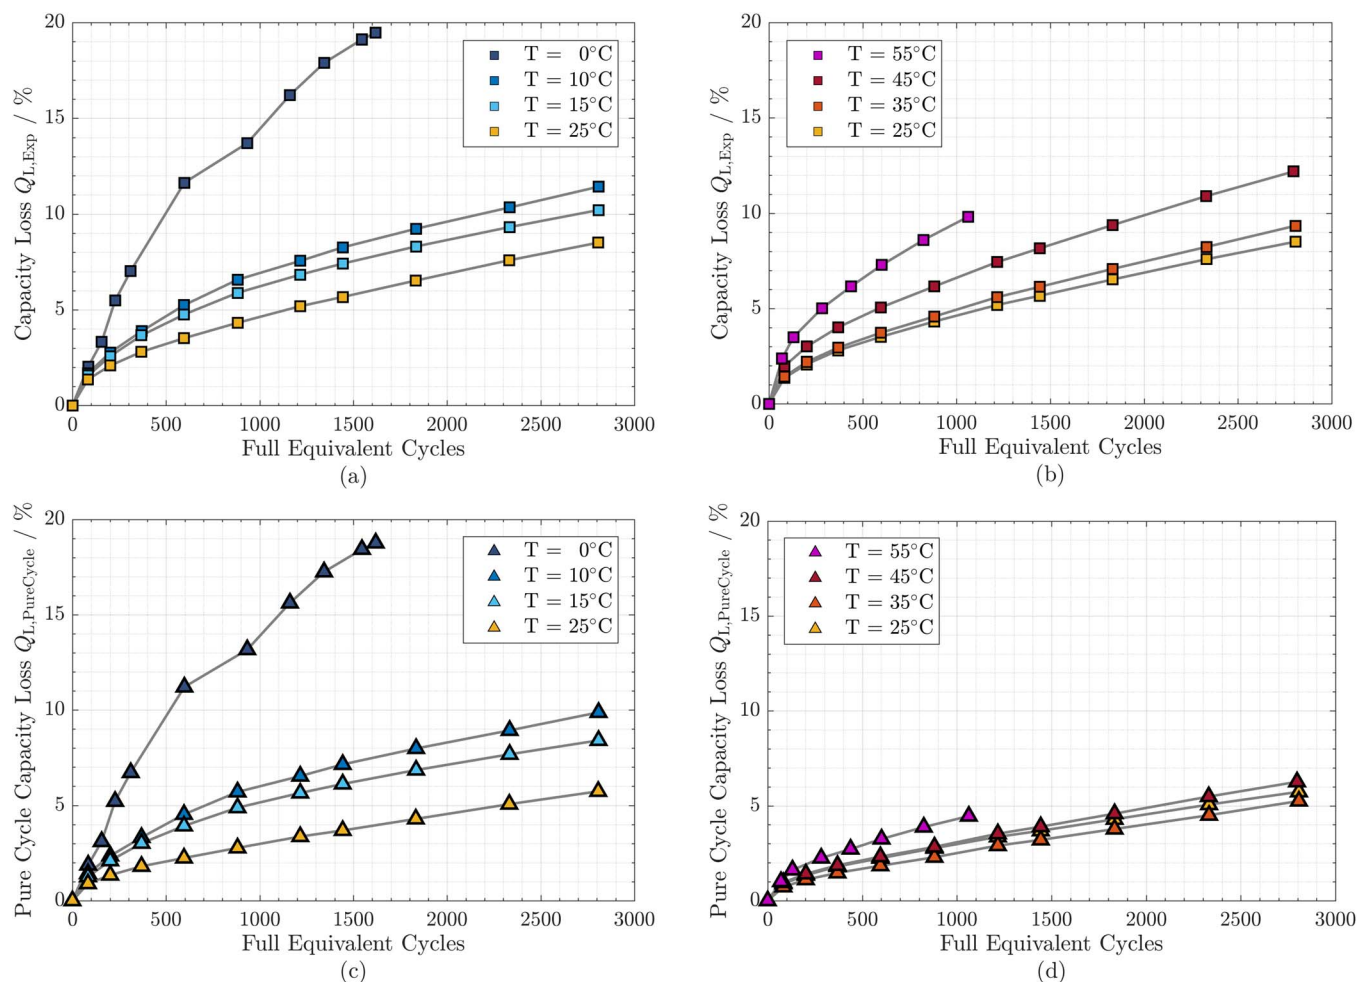 Capacity Loss Q_L,Exp / %
20
15
10
5
0
T = 0°C
T = 10°C
T = 15°C
T = 25°C
0 500 1000 1500 2000 2500 3000
Full Equivalent Cycles
(a)
Capacity Loss Q_L,Exp / %
20
15
10
5
0
T = 55°C
T = 45°C
T = 35°C
T = 25°C
0 500 1000 1500 2000 2500 3000
Full Equivalent Cycles
(b)
Pure Cycle Capacity Loss Q_L,PureCycle / %
20
15
10
5
0
T = 0°C
T = 10°C
T = 15°C
T = 25°C
0 500 1000 1500 2000 2500 3000
Full Equivalent Cycles
(c)
Pure Cycle Capacity Loss Q_L,PureCycle / %
20
15
10
5
0
T = 55°C
T = 45°C
T = 35°C
T = 25°C
0 500 1000 1500 2000 2500 3000
Full Equivalent Cycles
(d)